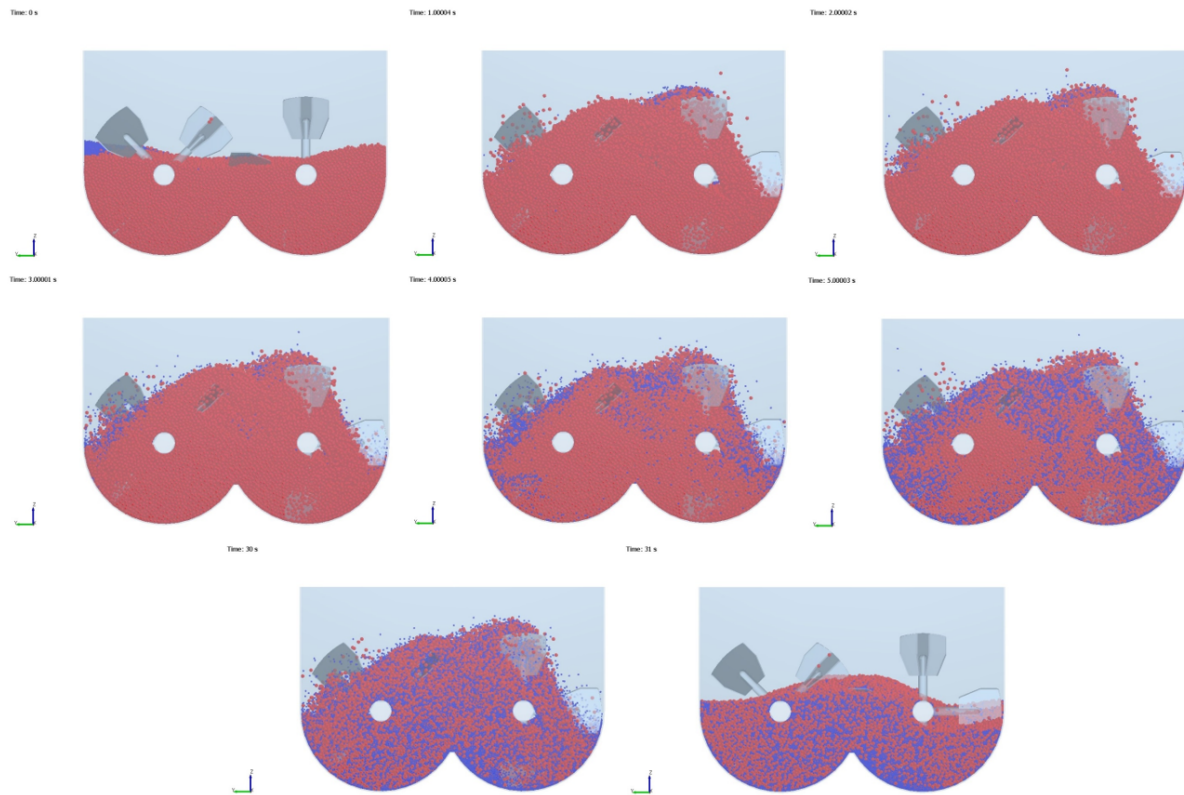 Time: 0 s
Time: 1.00004 s
Time: 2.00002 s
Time: 3.00001 s
Time: 4.00003 s
Time: 5.00003 s
Time: 30 s
Time: 31 s